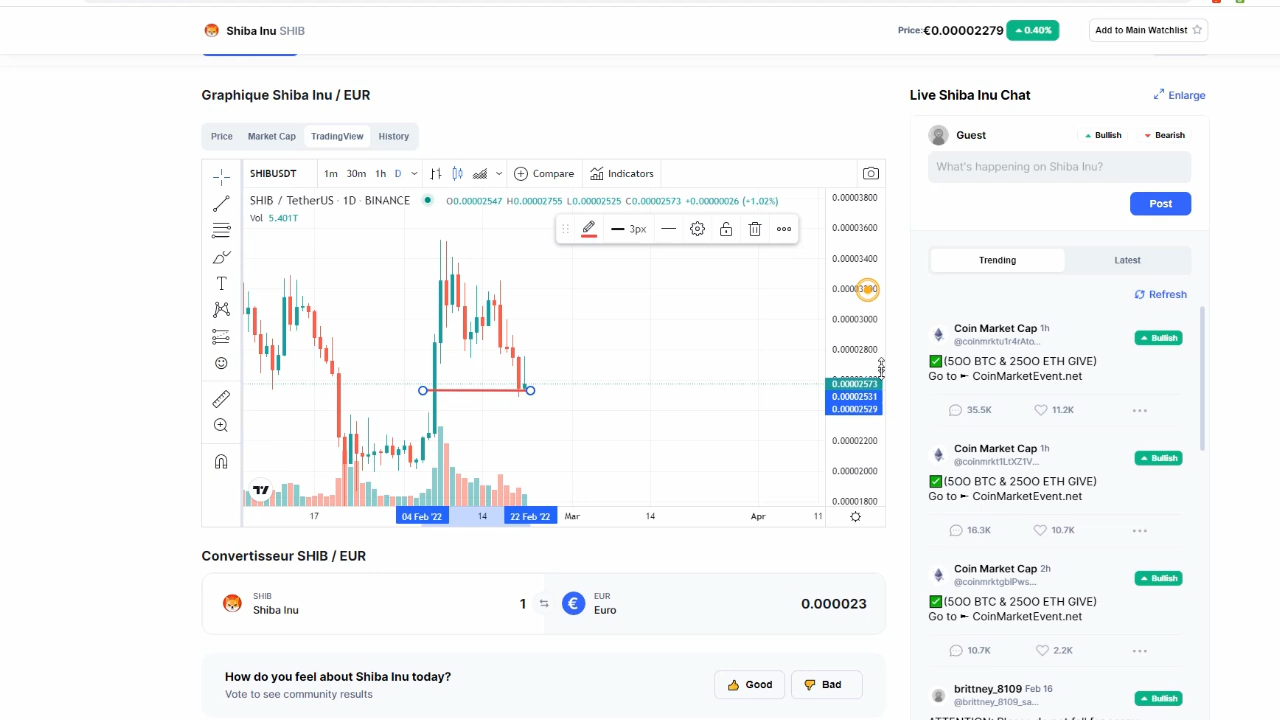 Shiba Inu SHIB
Price: €0.00002279 0.40%
Add to Main Watchlist
Graphique Shiba Inu / EUR
Price Market Cap TradingView History
SHIBUSDT 1m 30m 1h D Compare Indicators
SHIB / TetherUS · 1D · BINANCE O0.00002547 H0.00002755 L0.00002525 C0.00002573 +0.00000026 (+1.02%)
Vol 5.401T
3px
0.00003800
0.00003600
0.00003400
0.00003000
0.00002800
0.00002573
0.00002531
0.00002529
0.00002200
0.00002000
0.00001800
17 04 Feb '22 14 22 Feb '22 Mar 14 Apr 11
Convertisseur SHIB / EUR
SHIB
Shiba Inu
1
EUR
Euro
0.000023
How do you feel about Shiba Inu today?
Vote to see community results
Good Bad
Live Shiba Inu Chat
Enlarge
Guest
Bullish Bearish
What's happening on Shiba Inu?
Post
Trending Latest
Refresh
Coin Market Cap 1h
@coinmrktu1r4rAto...
Bullish
✅(5OO BTC & 25OO ETH GIVE)
Go to ► CoinMarketEvent.net
35.5K 11.2K
Coin Market Cap 1h
@coinmrkt1LtXZ1V...
Bullish
✅(5OO BTC & 25OO ETH GIVE)
Go to ► CoinMarketEvent.net
16.3K 10.7K
Coin Market Cap 2h
@coinmrktgblPws...
Bullish
✅(5OO BTC & 25OO ETH GIVE)
Go to ► CoinMarketEvent.net
10.7K 2.2K
brittney_8109 Feb 16
@brittney_8109_sa...
Bullish